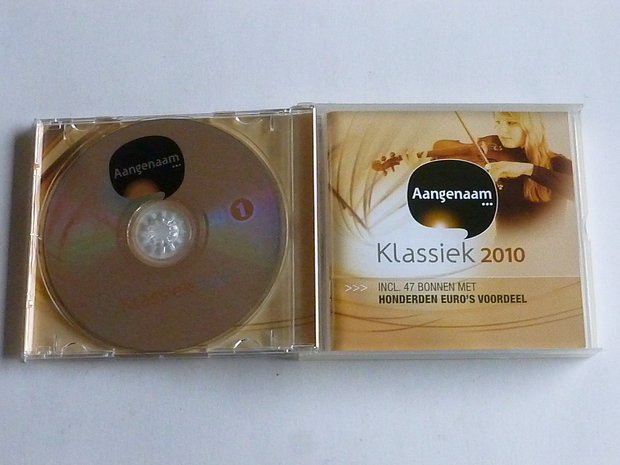 Aangenaam
...
1
Aangenaam
...
Klassiek 2010
>>> INCL. 47 BONNEN MET
HONDERDEN EURO'S VOORDEEL